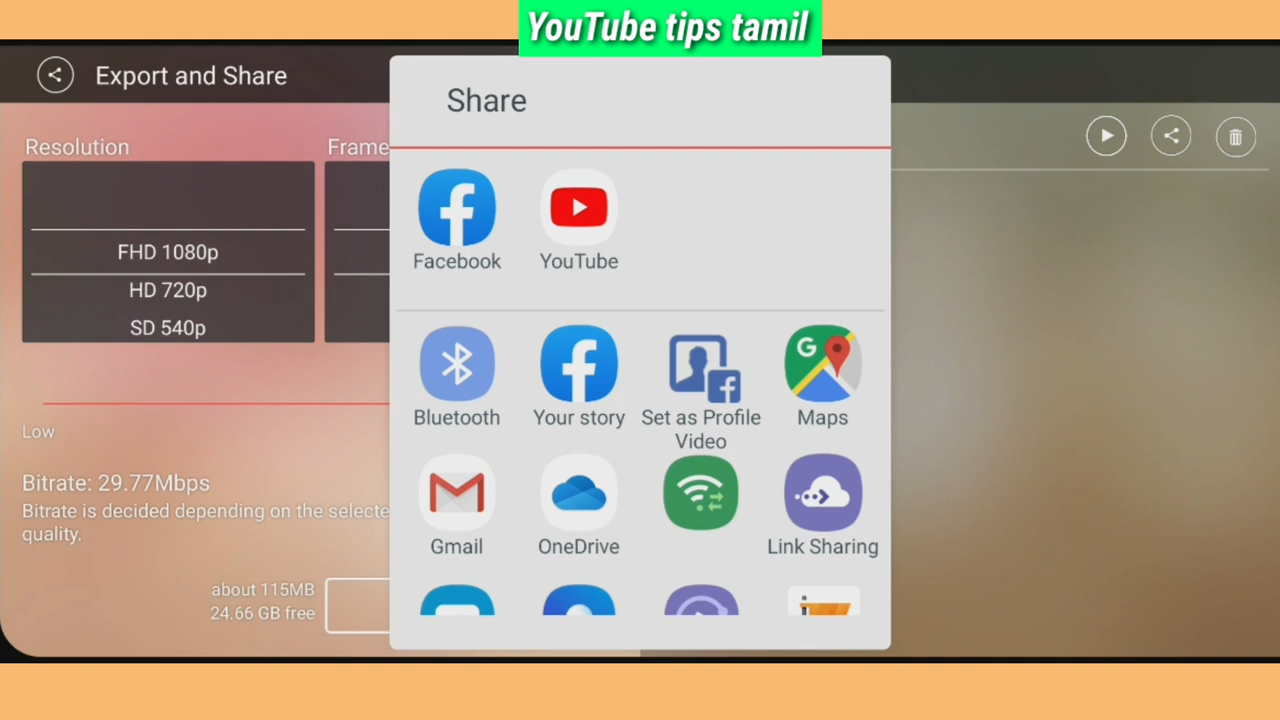 YouTube tips tamil
Export and Share
Share
Resolution
Frame
FHD 1080p
HD 720p
SD 540p
Facebook
YouTube
Bluetooth
Your story
Set as Profile
Video
Maps
Low
Bitrate: 29.77Mbps
Bitrate is decided depending on the selecte
quality.
G
Gmail
OneDrive
Link Sharing
about 115MB
24.66 GB free